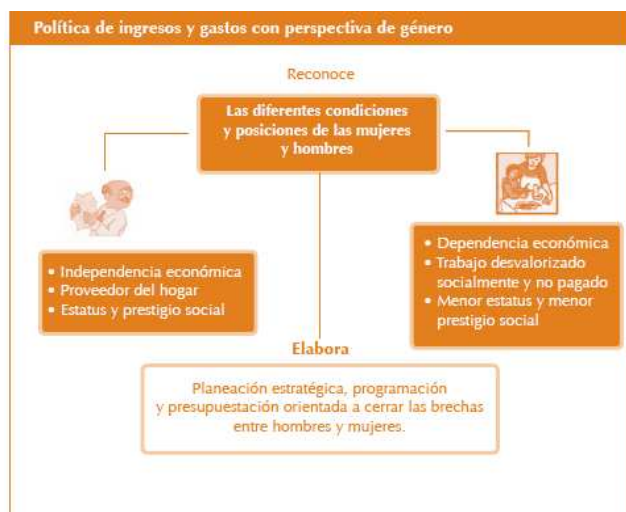 Política de ingresos y gastos con perspectiva de género
Reconoce
Las diferentes condiciones
y posiciones de las mujeres
y hombres
• Independencia económica
• Proveedor del hogar
• Estatus y prestigio social
• Dependencia económica
• Trabajo desvalorizado
socialmente y no pagado
• Menor estatus y menor
prestigio social
Elabora
Planeación estratégica, programación
y presupuestación orientada a cerrar las brechas
entre hombres y mujeres.